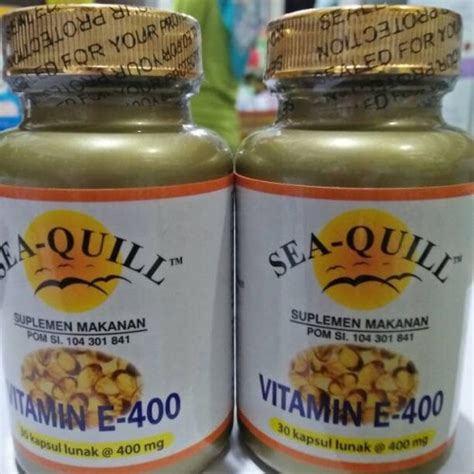 SEALED FOR YOUR PROTECTION
SEALED FOR YOUR PROTECTION
SEA-QUILL™
SUPLEMEN MAKANAN
POM SI. 104 301 841
VITAMIN E-400
30 kapsul lunak @ 400 mg
SEA-QUILL™
SUPLEMEN MAKANAN
POM SI. 104 301 841
VITAMIN E-400
30 kapsul lunak @ 400 mg